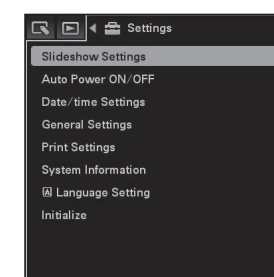 Settings
Slideshow Settings
Auto Power ON/OFF
Date/time Settings
General Settings
Print Settings
System Information
A Language Setting
Initialize